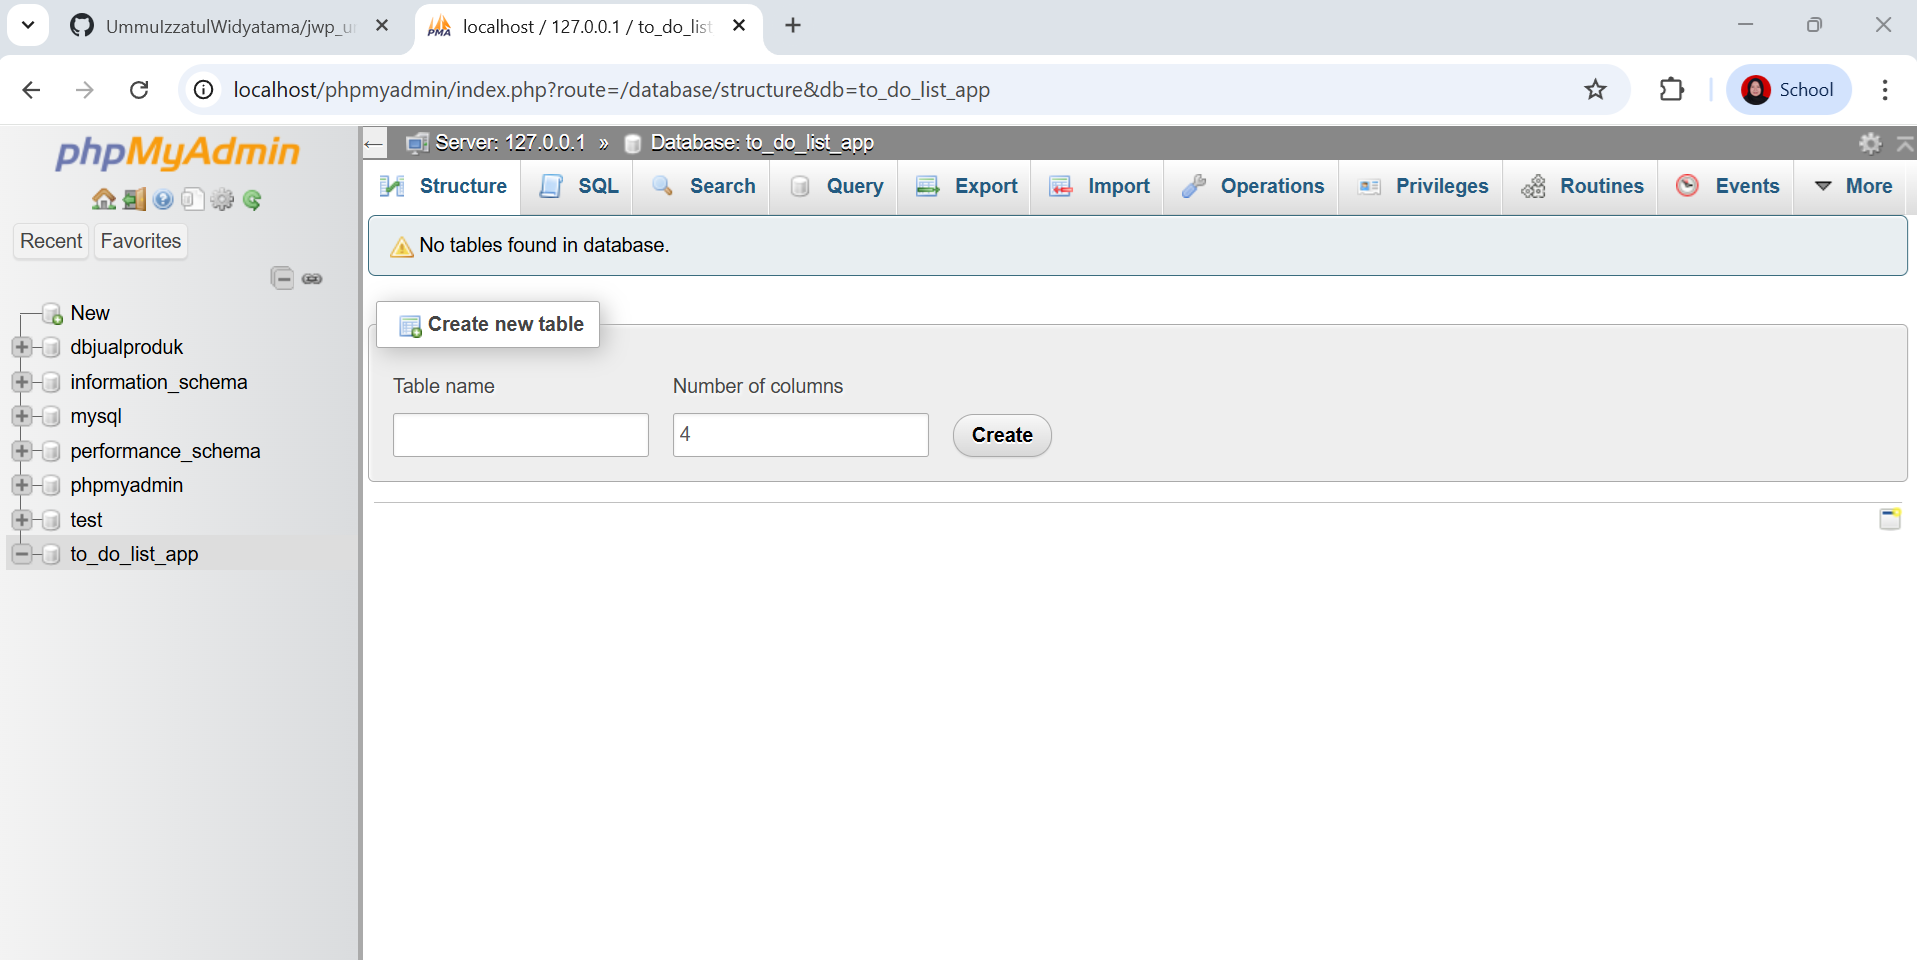 UmmulzzatulWidyatama/jwp_ur
localhost / 127.0.0.1 / to_do_list
localhost/phpmyadmin/index.php?route=/database/structure&db=to_do_list_app
School
phpMyAdmin
Server: 127.0.0.1 » Database: to_do_list_app
Structure SQL Search Query Export Import Operations Privileges Routines Events More
Recent Favorites
No tables found in database.
New
dbjualproduk
information_schema
mysql
performance_schema
phpmyadmin
test
to_do_list_app
Create new table
Table name Number of columns
4 Create